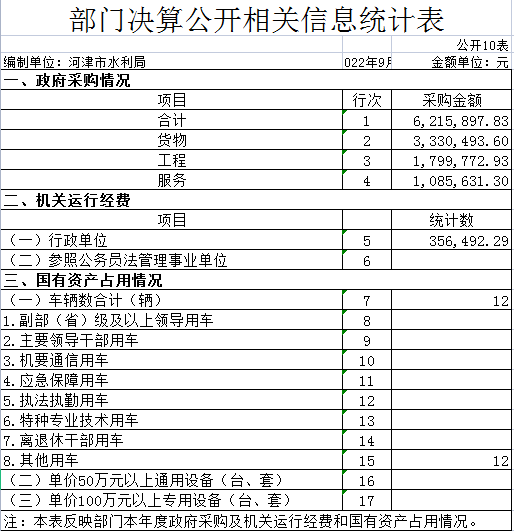 部门决算公开相关信息统计表
公开10表
编制单位：河津市水利局 022年9月 金额单位：元
一、政府采购情况
项目 行次 采购金额
合计 1 6,215,897.83
货物 2 3,330,493.60
工程 3 1,799,772.93
服务 4 1,085,631.30
二、机关运行经费
项目 统计数
（一）行政单位 5 356,492.29
（二）参照公务员法管理事业单位 6
三、国有资产占用情况
（一）车辆数合计（辆） 7 12
1.副部（省）级及以上领导用车 8
2.主要领导干部用车 9
3.机要通信用车 10
4.应急保障用车 11
5.执法执勤用车 12
6.特种专业技术用车 13
7.离退休干部用车 14
8.其他用车 15 12
（二）单价50万元以上通用设备（台、套） 16
（三）单价100万元以上专用设备（台、套） 17
注：本表反映部门本年度政府采购及机关运行经费和国有资产占用情况。